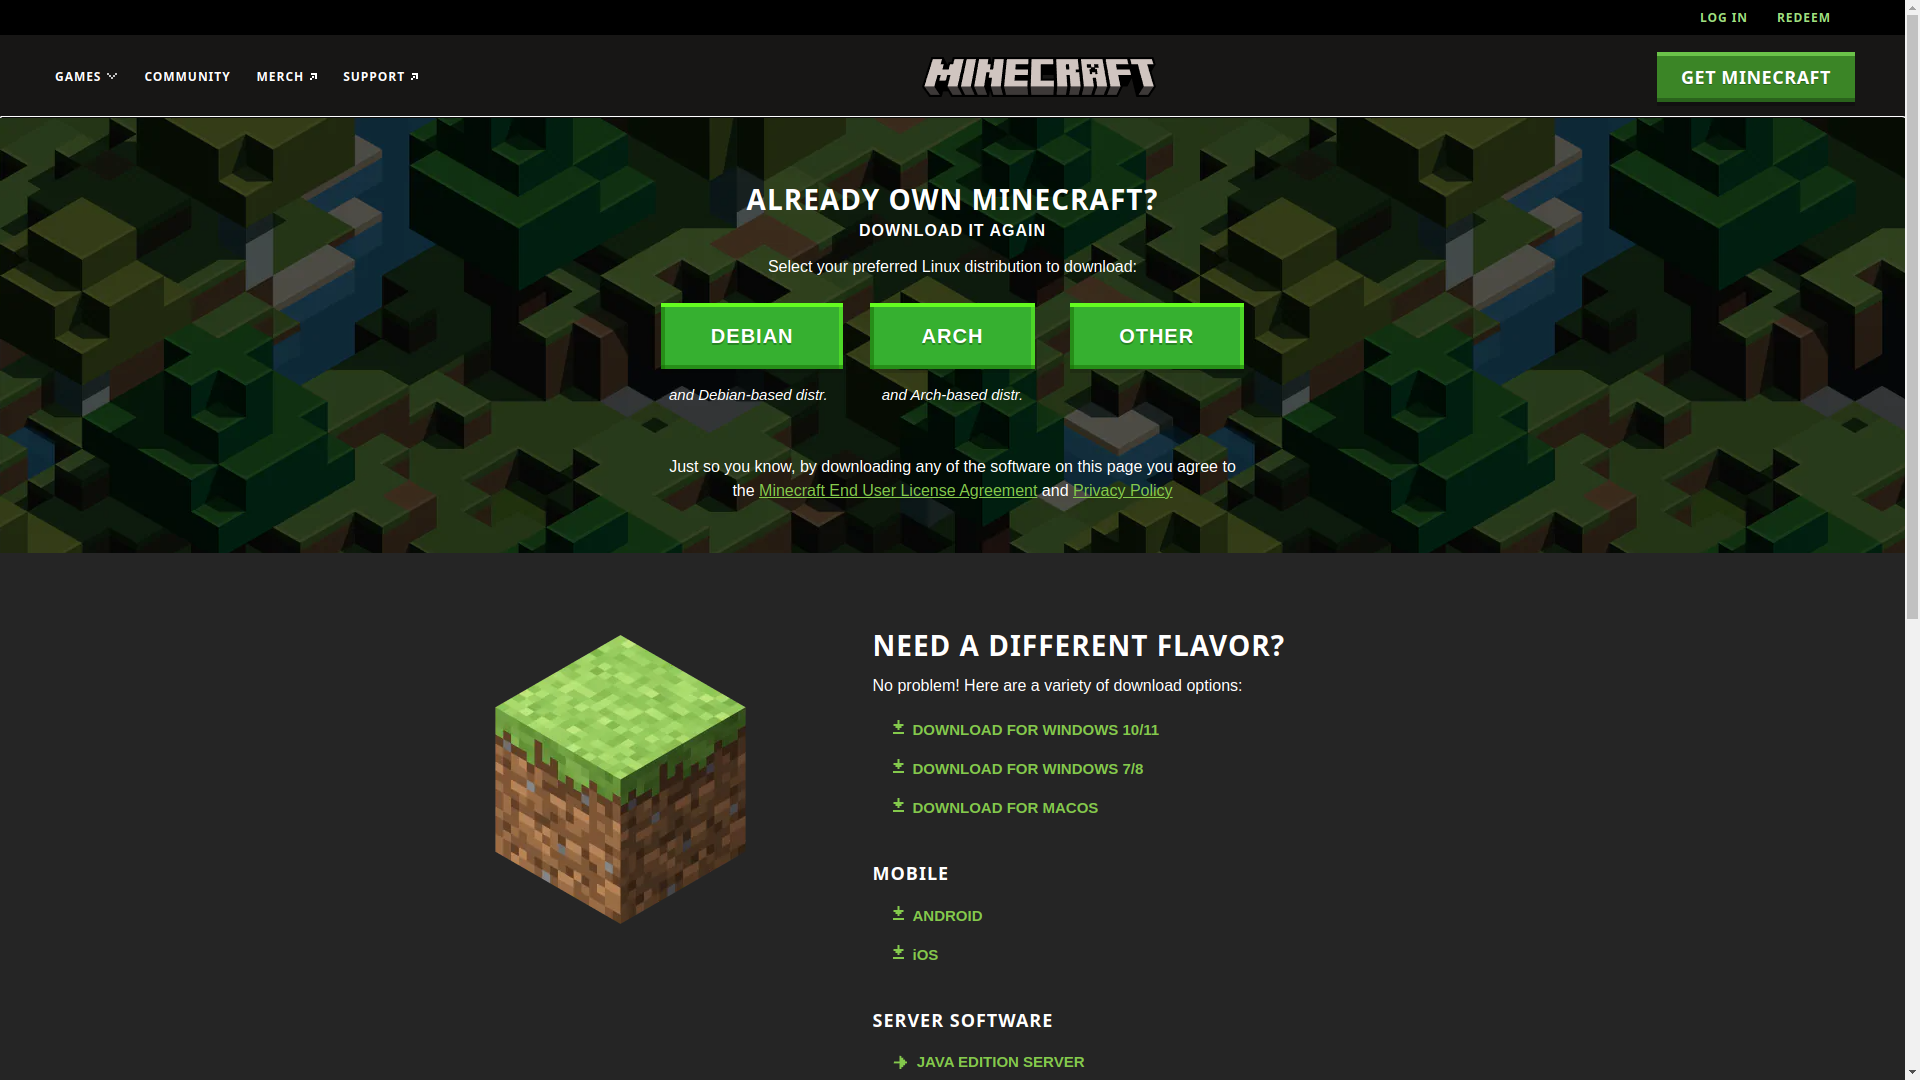 LOG IN
REDEEM
GAMES
COMMUNITY
MERCH
SUPPORT
MINECRAFT
GET MINECRAFT
ALREADY OWN MINECRAFT?
DOWNLOAD IT AGAIN
Select your preferred Linux distribution to download:
DEBIAN
ARCH
OTHER
and Debian-based distr.
and Arch-based distr.
Just so you know, by downloading any of the software on this page you agree to
the Minecraft End User License Agreement and Privacy Policy
NEED A DIFFERENT FLAVOR?
No problem! Here are a variety of download options:
DOWNLOAD FOR WINDOWS 10/11
DOWNLOAD FOR WINDOWS 7/8
DOWNLOAD FOR MACOS
MOBILE
ANDROID
iOS
SERVER SOFTWARE
JAVA EDITION SERVER